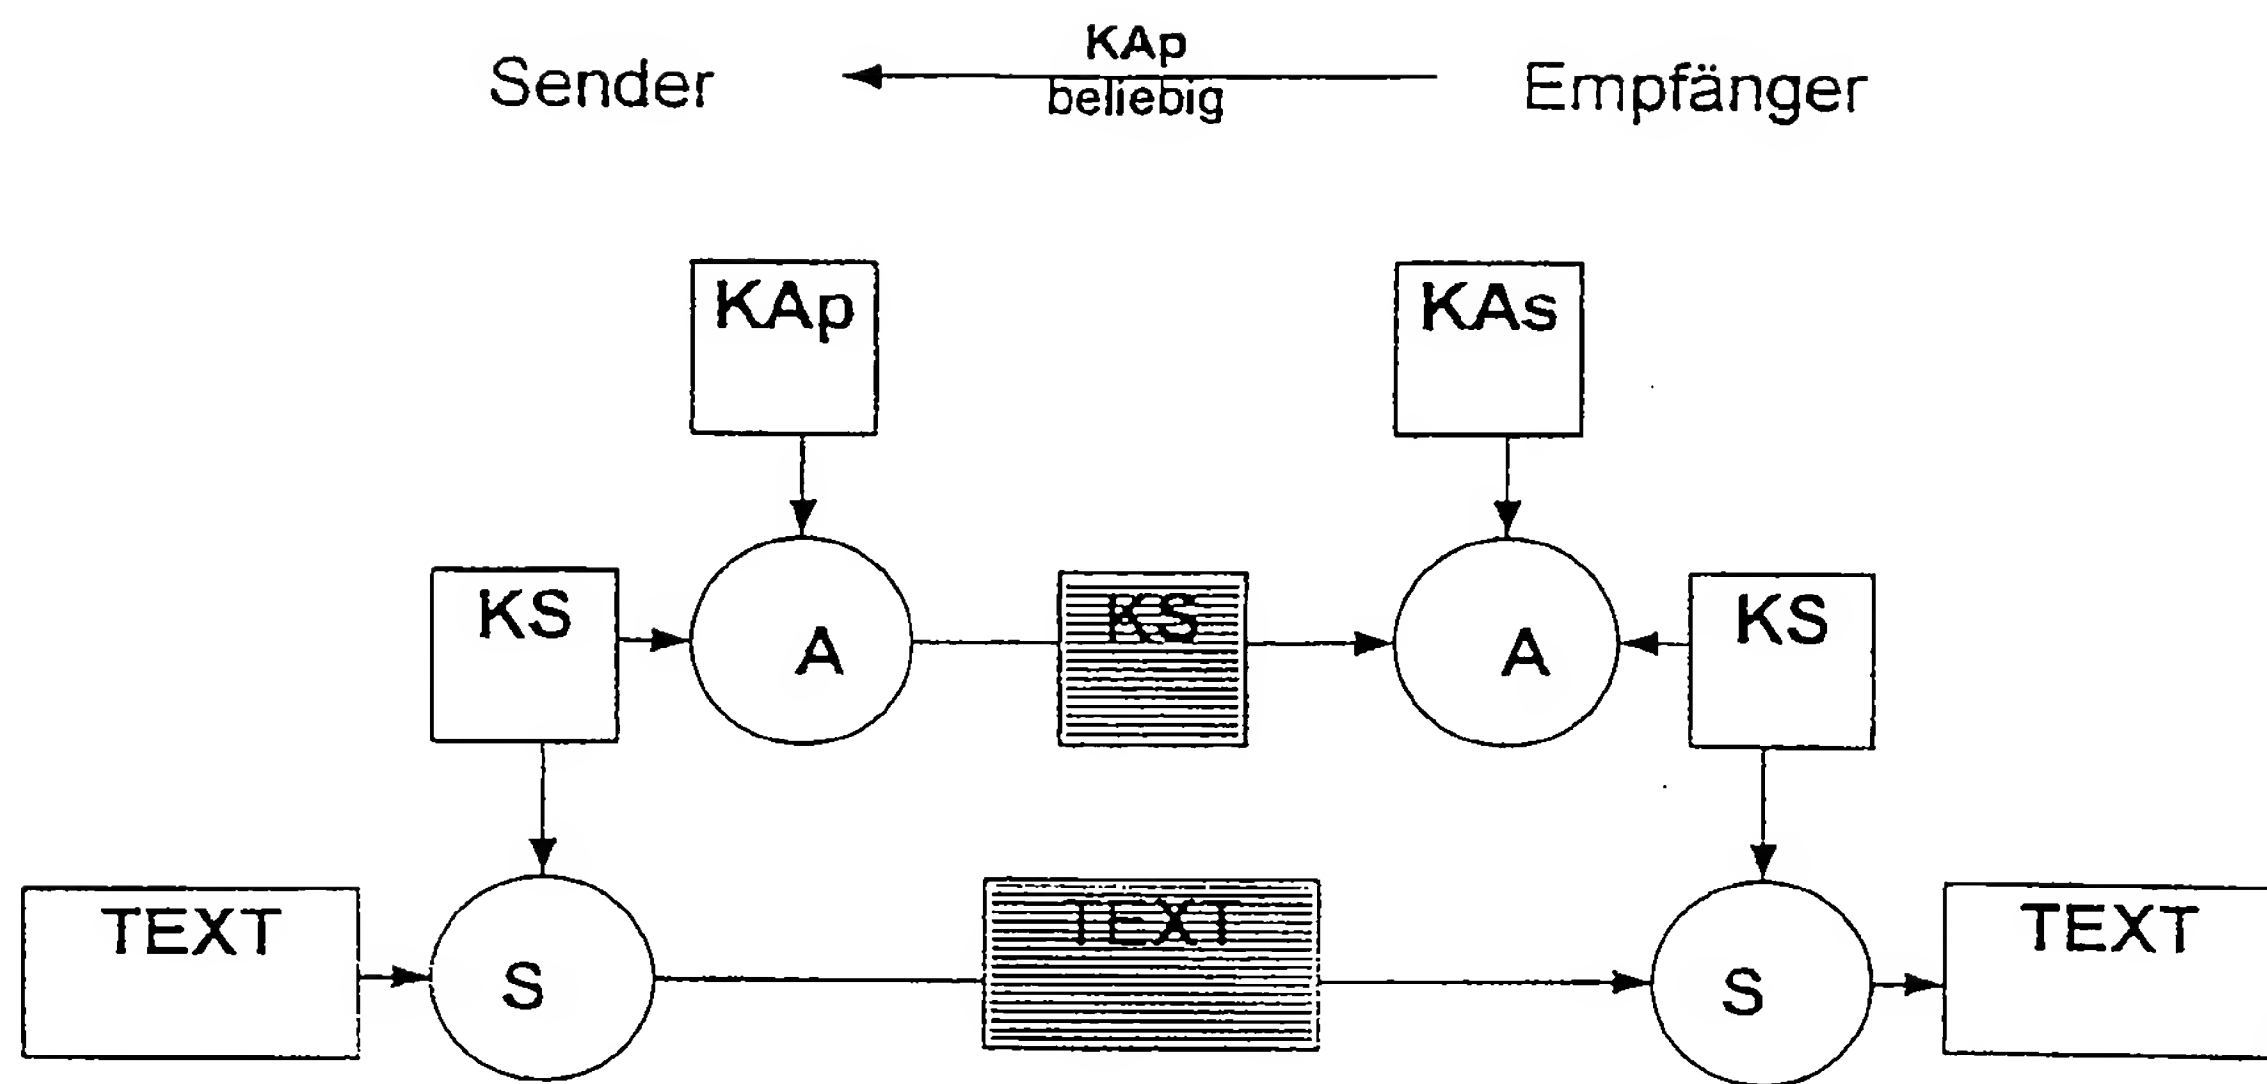 KAp
Sender
beliebig
Empfänger
KAp
KAs
KS
A
KS
A
KS
TEXT
S
TEXT
S
TEXT